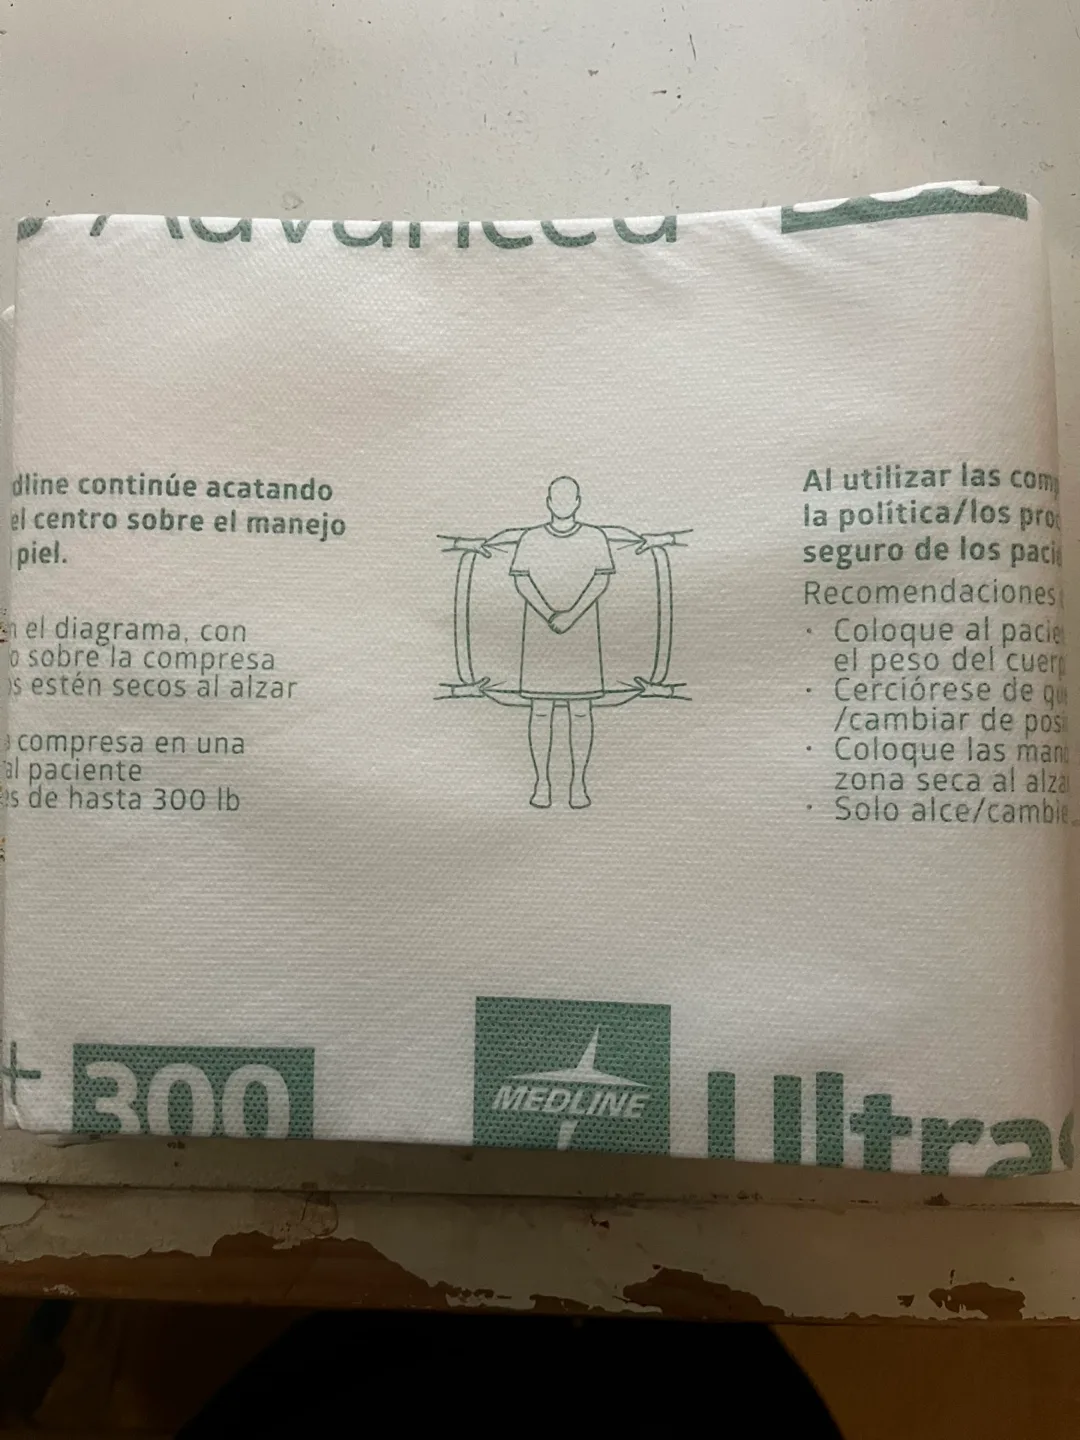 Advanced
dline continúe acatando
el centro sobre el manejo
piel.
el diagrama, con
sobre la compresa
estén secos al alzar
compresa en una
al paciente
de hasta 300 lb
Al utilizar las
la política/los
seguro de los
Recomendaciones
· Coloque al
el peso del
· Cerciórese de
/cambiar de
· Coloque las
zona seca al
· Solo alce/
+ 300
MEDLINE
Ultra